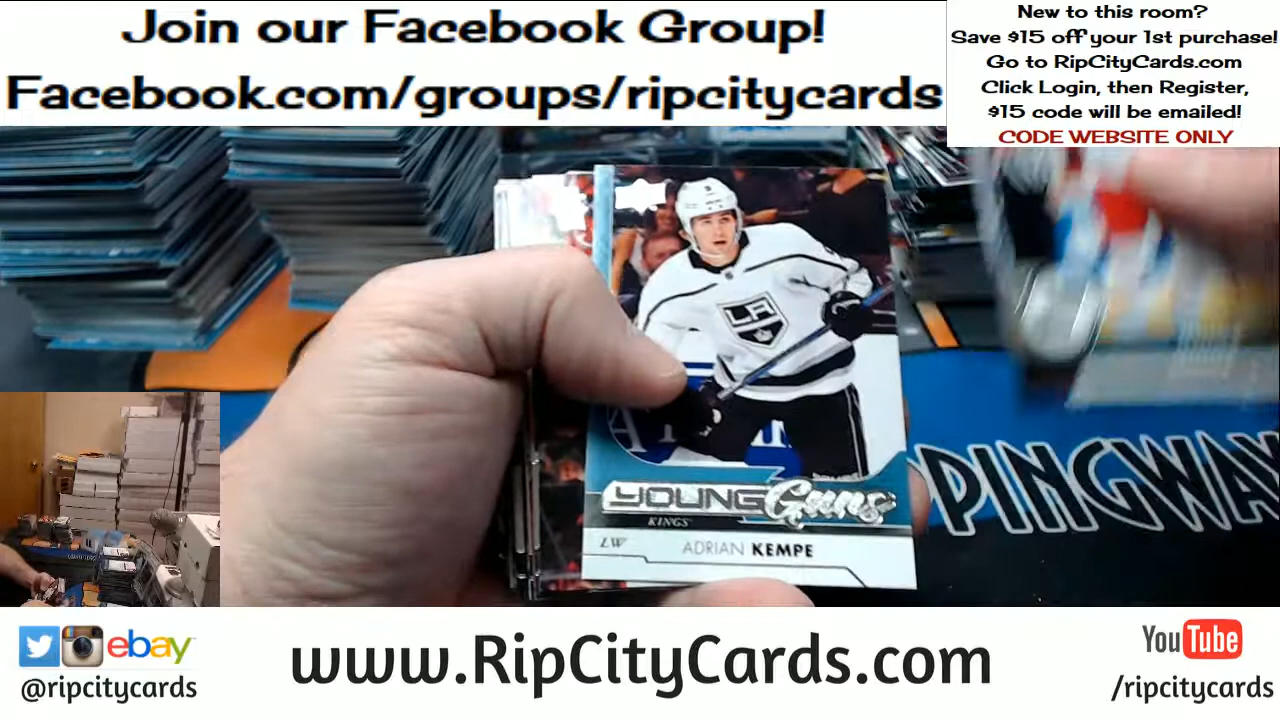 Join our Facebook Group!
Facebook.com/groups/ripcitycards
New to this room?
Save $15 off your 1st purchase!
Go to RipCityCards.com
Click Login, then Register,
$15 code will be emailed!
CODE WEBSITE ONLY
LA
PINGWA
YOUNG Guns
KINGS
LW ADRIAN KEMPE
ebay
@ripcitycards
www.RipCityCards.com
YouTube
/ripcitycards